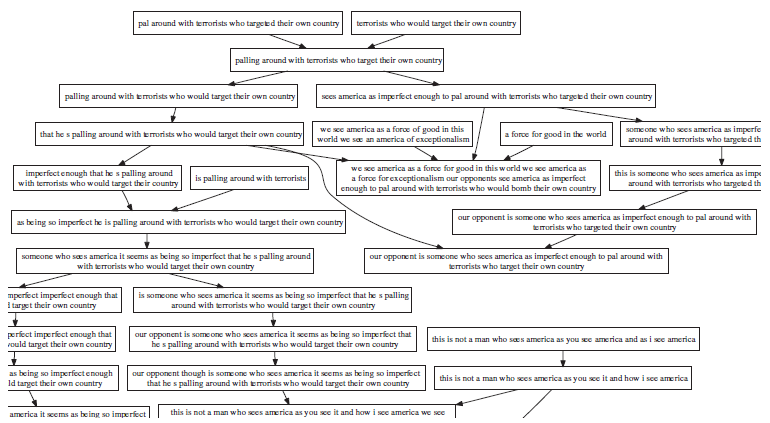 pal around with terrorists who targeted their own country
terrorists who would target their own country
palling around with terrorists who target their own country
palling around with terrorists who would target their own country
sees america as imperfect enough to pal around with terrorists who targeted their own country
that he s palling around with terrorists who would target their own country
we see america as a force of good in this
world we see an america of exceptionalism
a force for good in the world
someone who sees america as imperfe
around with terrorists who targeted th
imperfect enough that he s palling around
with terrorists who would target their own country
is palling around with terrorists
we see america as a force for good in this world we see america as
a force for exceptionalism our opponents see america as imperfect
enough to pal around with terrorists who would bomb their own country
this is someone who sees america as imp
around with terrorists who targeted th
as being so imperfect he is palling around with terrorists who would target their own country
our opponent is someone who sees america as imperfect enough to pal around with
terrorists who targeted their own country
someone who sees america it seems as being so imperfect that he s palling around
with terrorists who would target their own country
our opponent is someone who sees america as imperfect enough to pal around with
terrorists who target their own country
mperfect imperfect enough that
d target their own country
is someone who sees america it seems as being so imperfect that he s palling
around with terrorists who would target their own country
perfect imperfect enough that
ould target their own country
our opponent is someone who sees america it seems as being so imperfect that
he s palling around with terrorists who would target their own country
this is not a man who sees america as you see america and as i see america
as being so imperfect enough
ld target their own country
our opponent though is someone who sees america it seems as being so imperfect
that he s palling around with terrorists who would target their own country
this is not a man who sees america as you see it and how i see america
america it seems as being so imperfect
this is not a man who sees america as you see it and how i see america we see